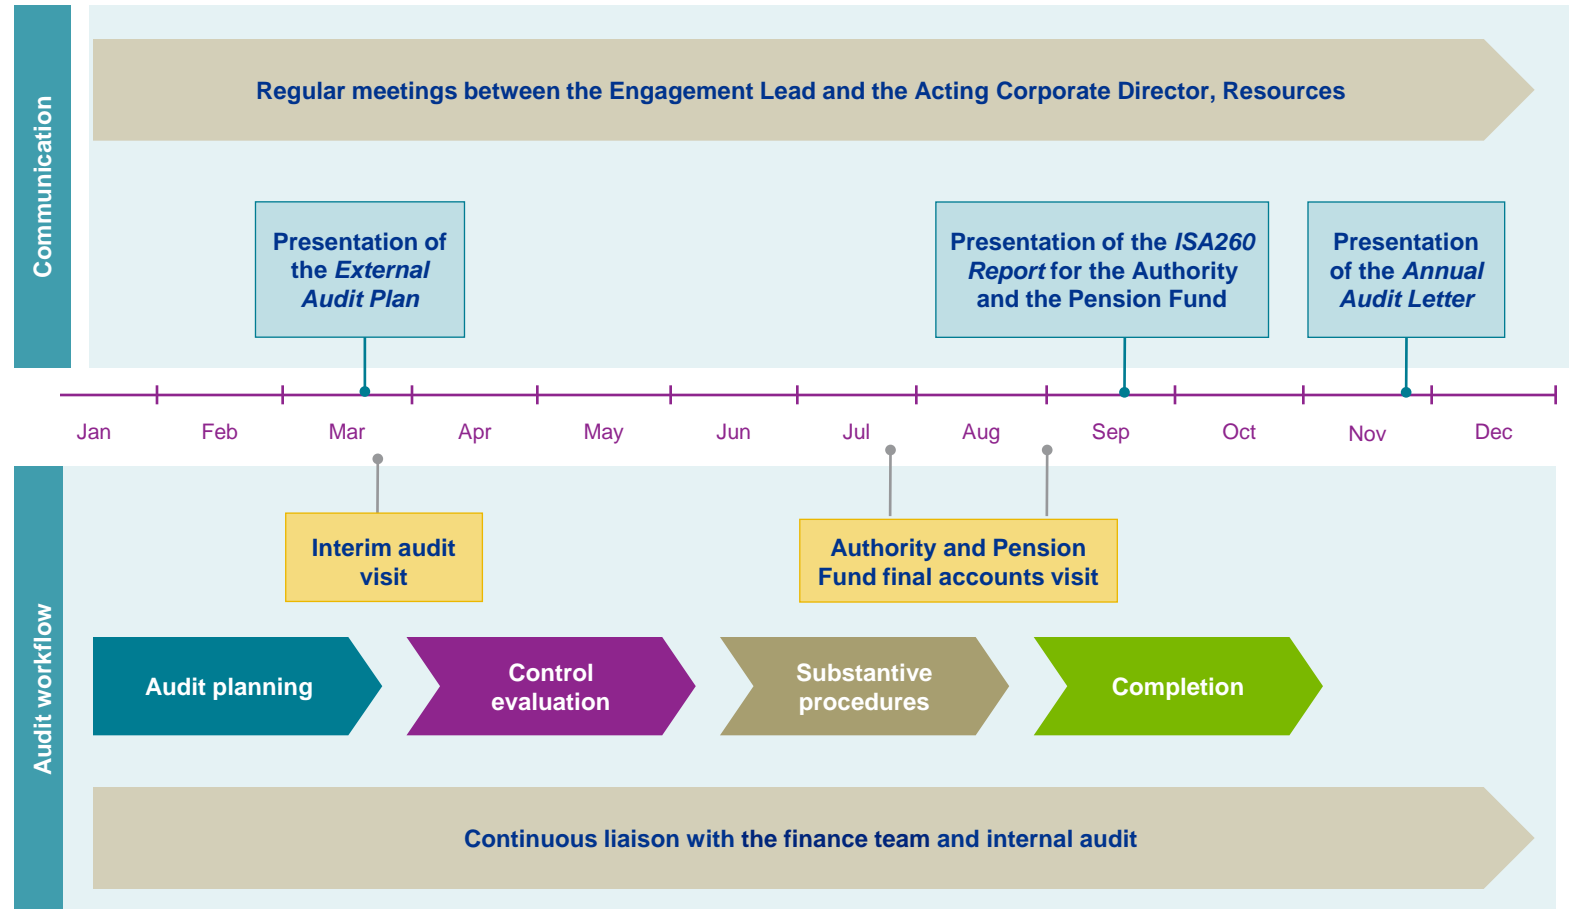 Communication
Regular meetings between the Engagement Lead and the Acting Corporate Director, Resources
Presentation of
the External
Audit Plan
Presentation of the ISA260
Report for the Authority
and the Pension Fund
Presentation
of the Annual
Audit Letter
Jan
Feb
Mar
Apr
May
Jun
Jul
Aug
Sep
Oct
Nov
Dec
Audit workflow
Interim audit
visit
Authority and Pension
Fund final accounts visit
Audit planning
Control
evaluation
Substantive
procedures
Completion
Continuous liaison with the finance team and internal audit